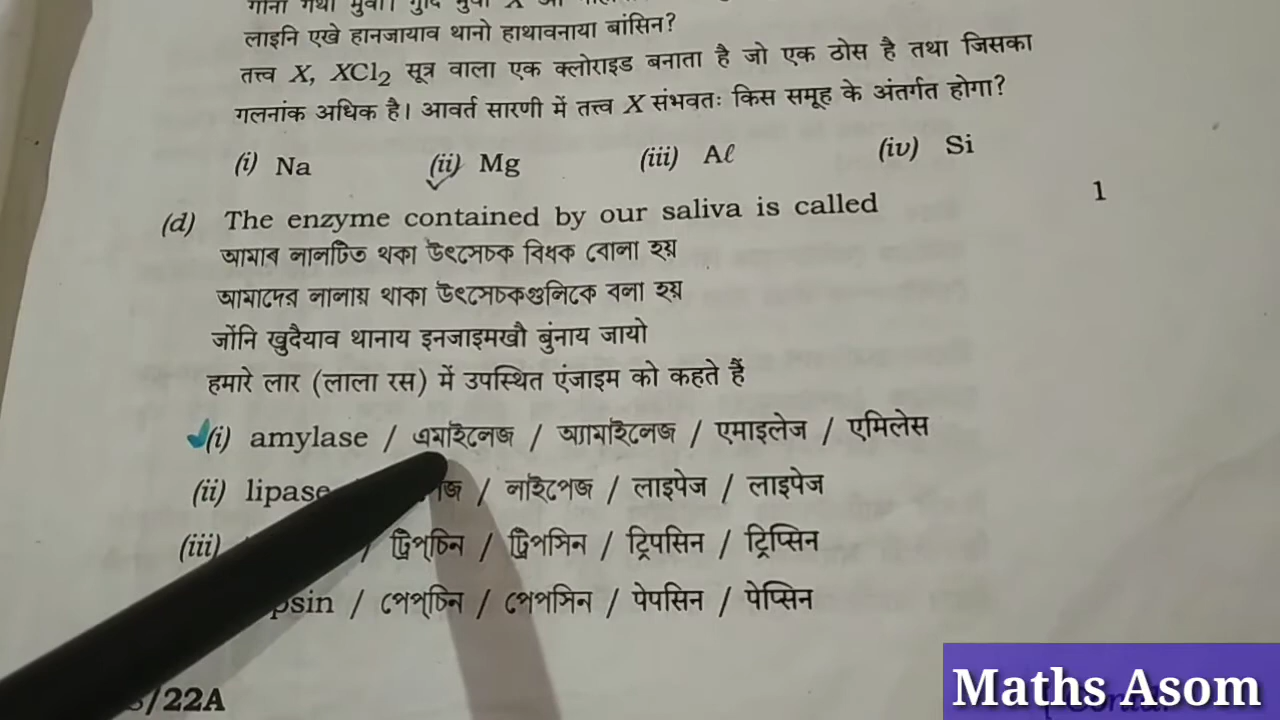 लाइनि एखे हानजायाव थानो हाथावनाया बांसिन?
तत्त्व X, XCl₂ सूत्र वाला एक क्लोराइड बनाता है जो एक ठोस है तथा जिसका
गलनांक अधिक है। आवर्त सारणी में तत्त्व X संभवतः किस समूह के अंतर्गत होगा?
(i) Na (ii) Mg (iii) Aℓ (iv) Si
(d) The enzyme contained by our saliva is called 1
আমাৰ লালটিত থকা উৎসেচক বিধক বোলা হয়
আমাদের লালায় থাকা উৎসেচকগুলিকে বলা হয়
जोंनि खुदैयाव थानाय इनजाइमखौ बुंनाय जायो
हमारे लार (लाला रस) में उपस्थित एंजाइम को कहते हैं
(i) amylase / এমাইলেজ / অ্যামাইলেজ / एमाइलेज / एमिलेस
(ii) lipase / লাইপেজ / लाइपेज / लाइपेज
(iii) / ট্ৰিপ্‌চিন / ট্রিপসিন / ट्रिपसिन / ट्रिप्सिन
/ পেপ্‌চিন / পেপসিন / पेपसिन / पेप्सिन
/22A
Maths Asom